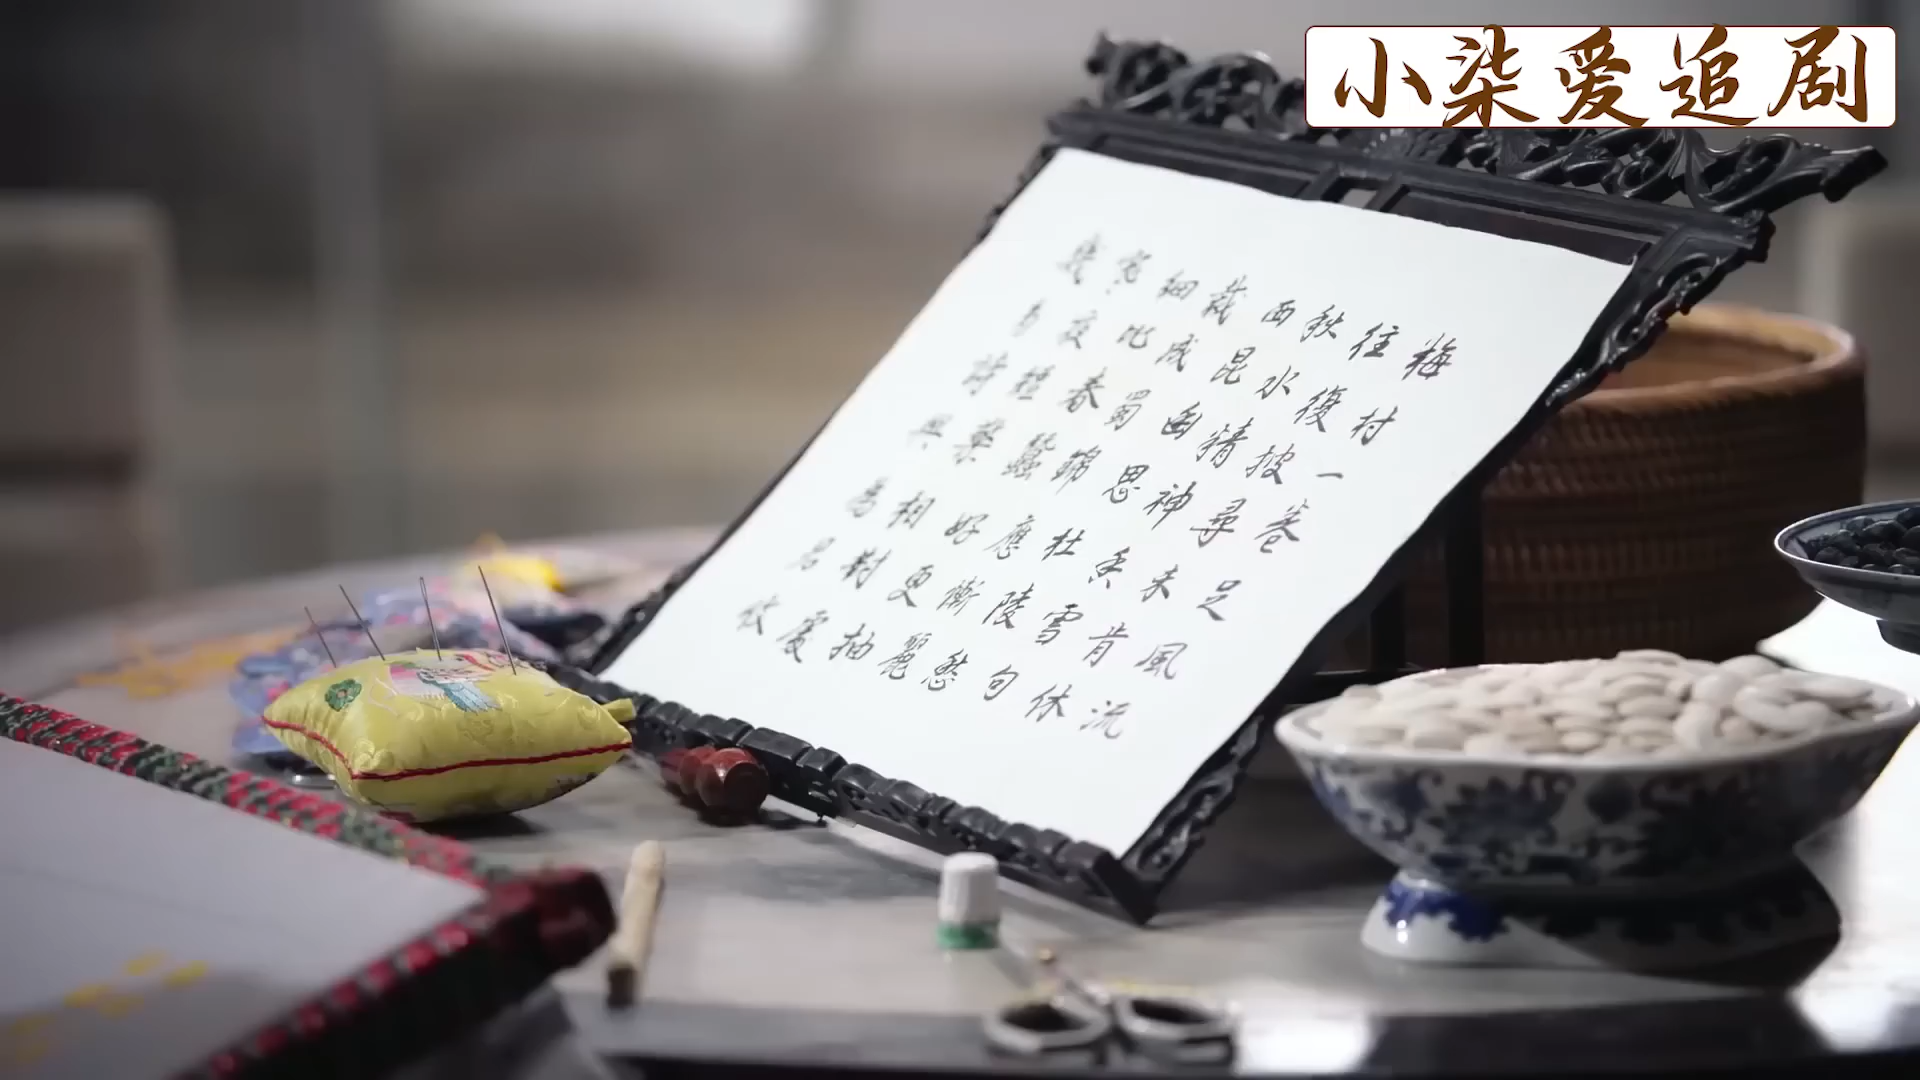 小柒爱追剧
梅村一卷足風流
往復披尋未肯休
秋水精神香雪句
西昆幽思杜陵愁
裁成蜀錦應慚麗
細比春蠶好更抽
寒夜短檠相對處
幾多詩興為君收